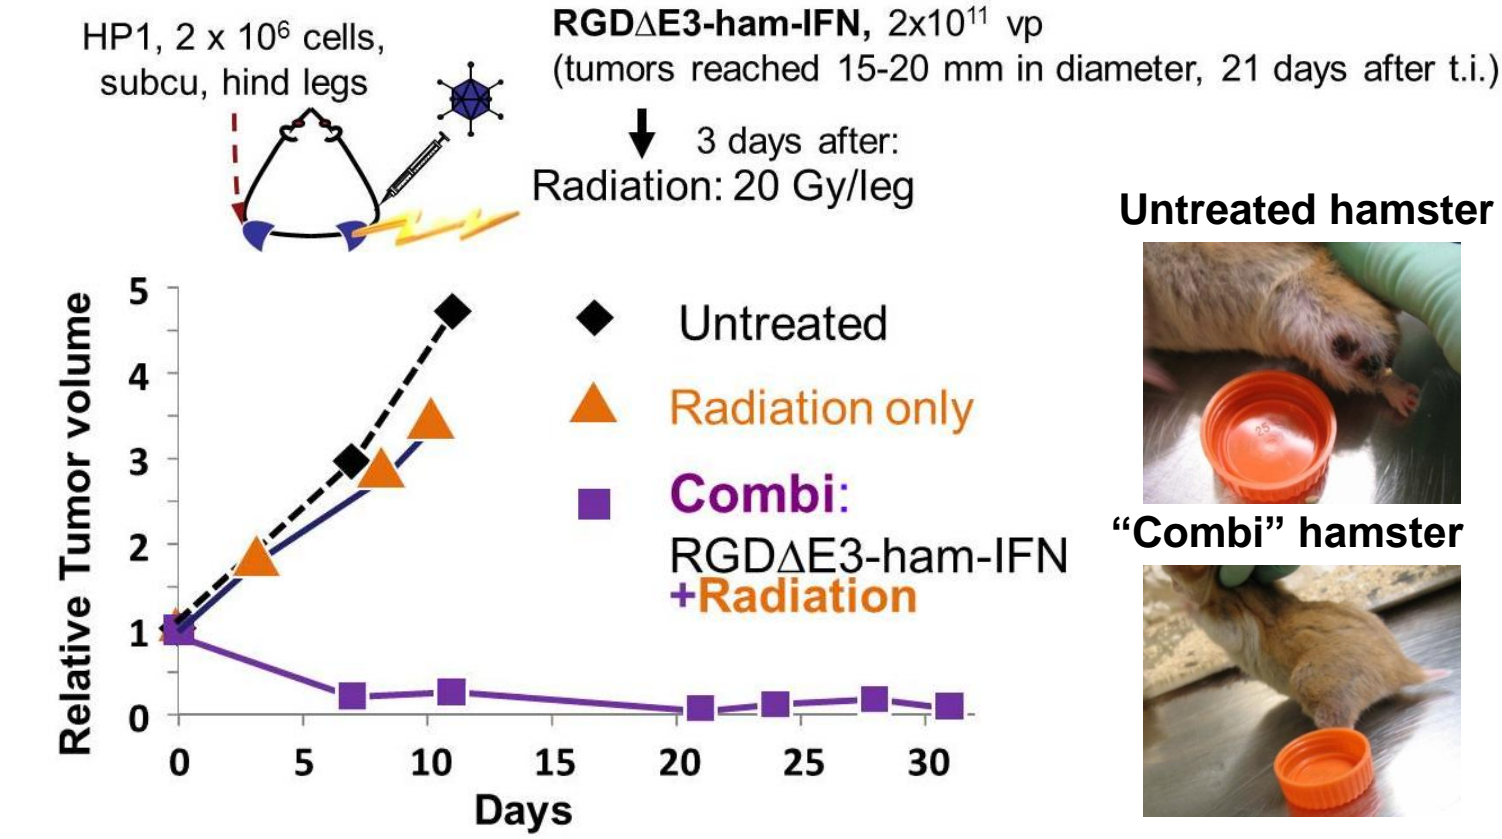 HP1, 2 x 10⁶ cells,
subcu, hind legs
RGDΔE3-ham-IFN, 2x10¹¹ vp
(tumors reached 15-20 mm in diameter, 21 days after t.i.)
3 days after:
Radiation: 20 Gy/leg
Untreated hamster
“Combi” hamster
Relative Tumor volume
5
4
3
2
1
0
0 5 10 15 20 25 30
Days
Untreated
Radiation only
Combi:
RGDΔE3-ham-IFN
+Radiation
25